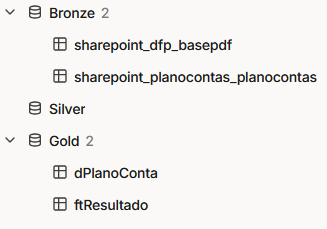 Bronze 2
sharepoint_dfp_basepdf
sharepoint_planocontas_planocontas
Silver
Gold 2
dPlanoConta
ftResultado